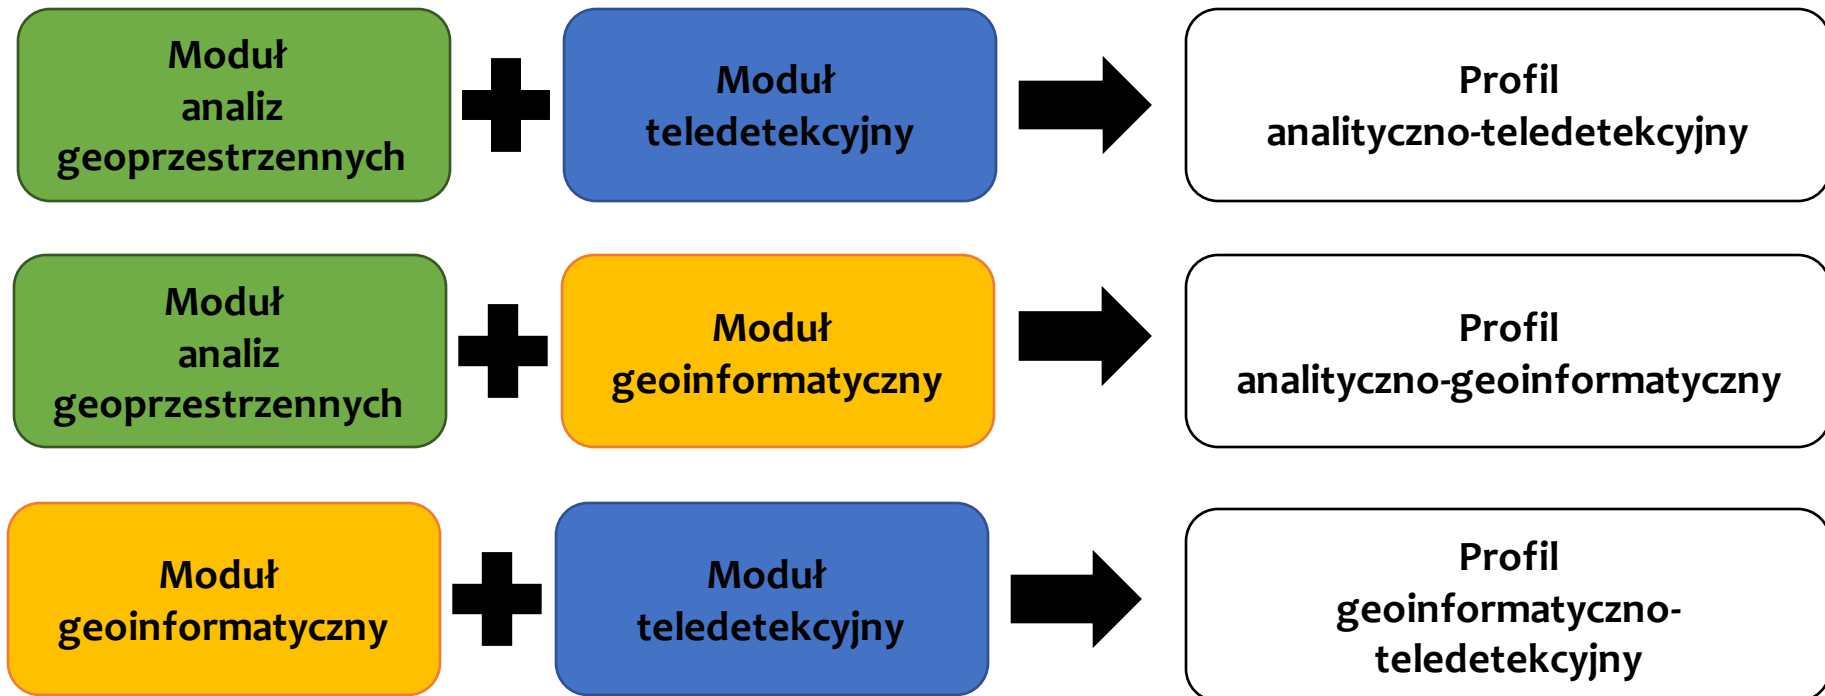 Moduł
analiz
geoprzestrzennych
Moduł
teledetekcyjny
Profil
analityczno-teledetekcyjny
Moduł
analiz
geoprzestrzennych
Moduł
geoinformatyczny
Profil
analityczno-geoinformatyczny
Moduł
geoinformatyczny
Moduł
teledetekcyjny
Profil
geoinformatyczno-
teledetekcyjny